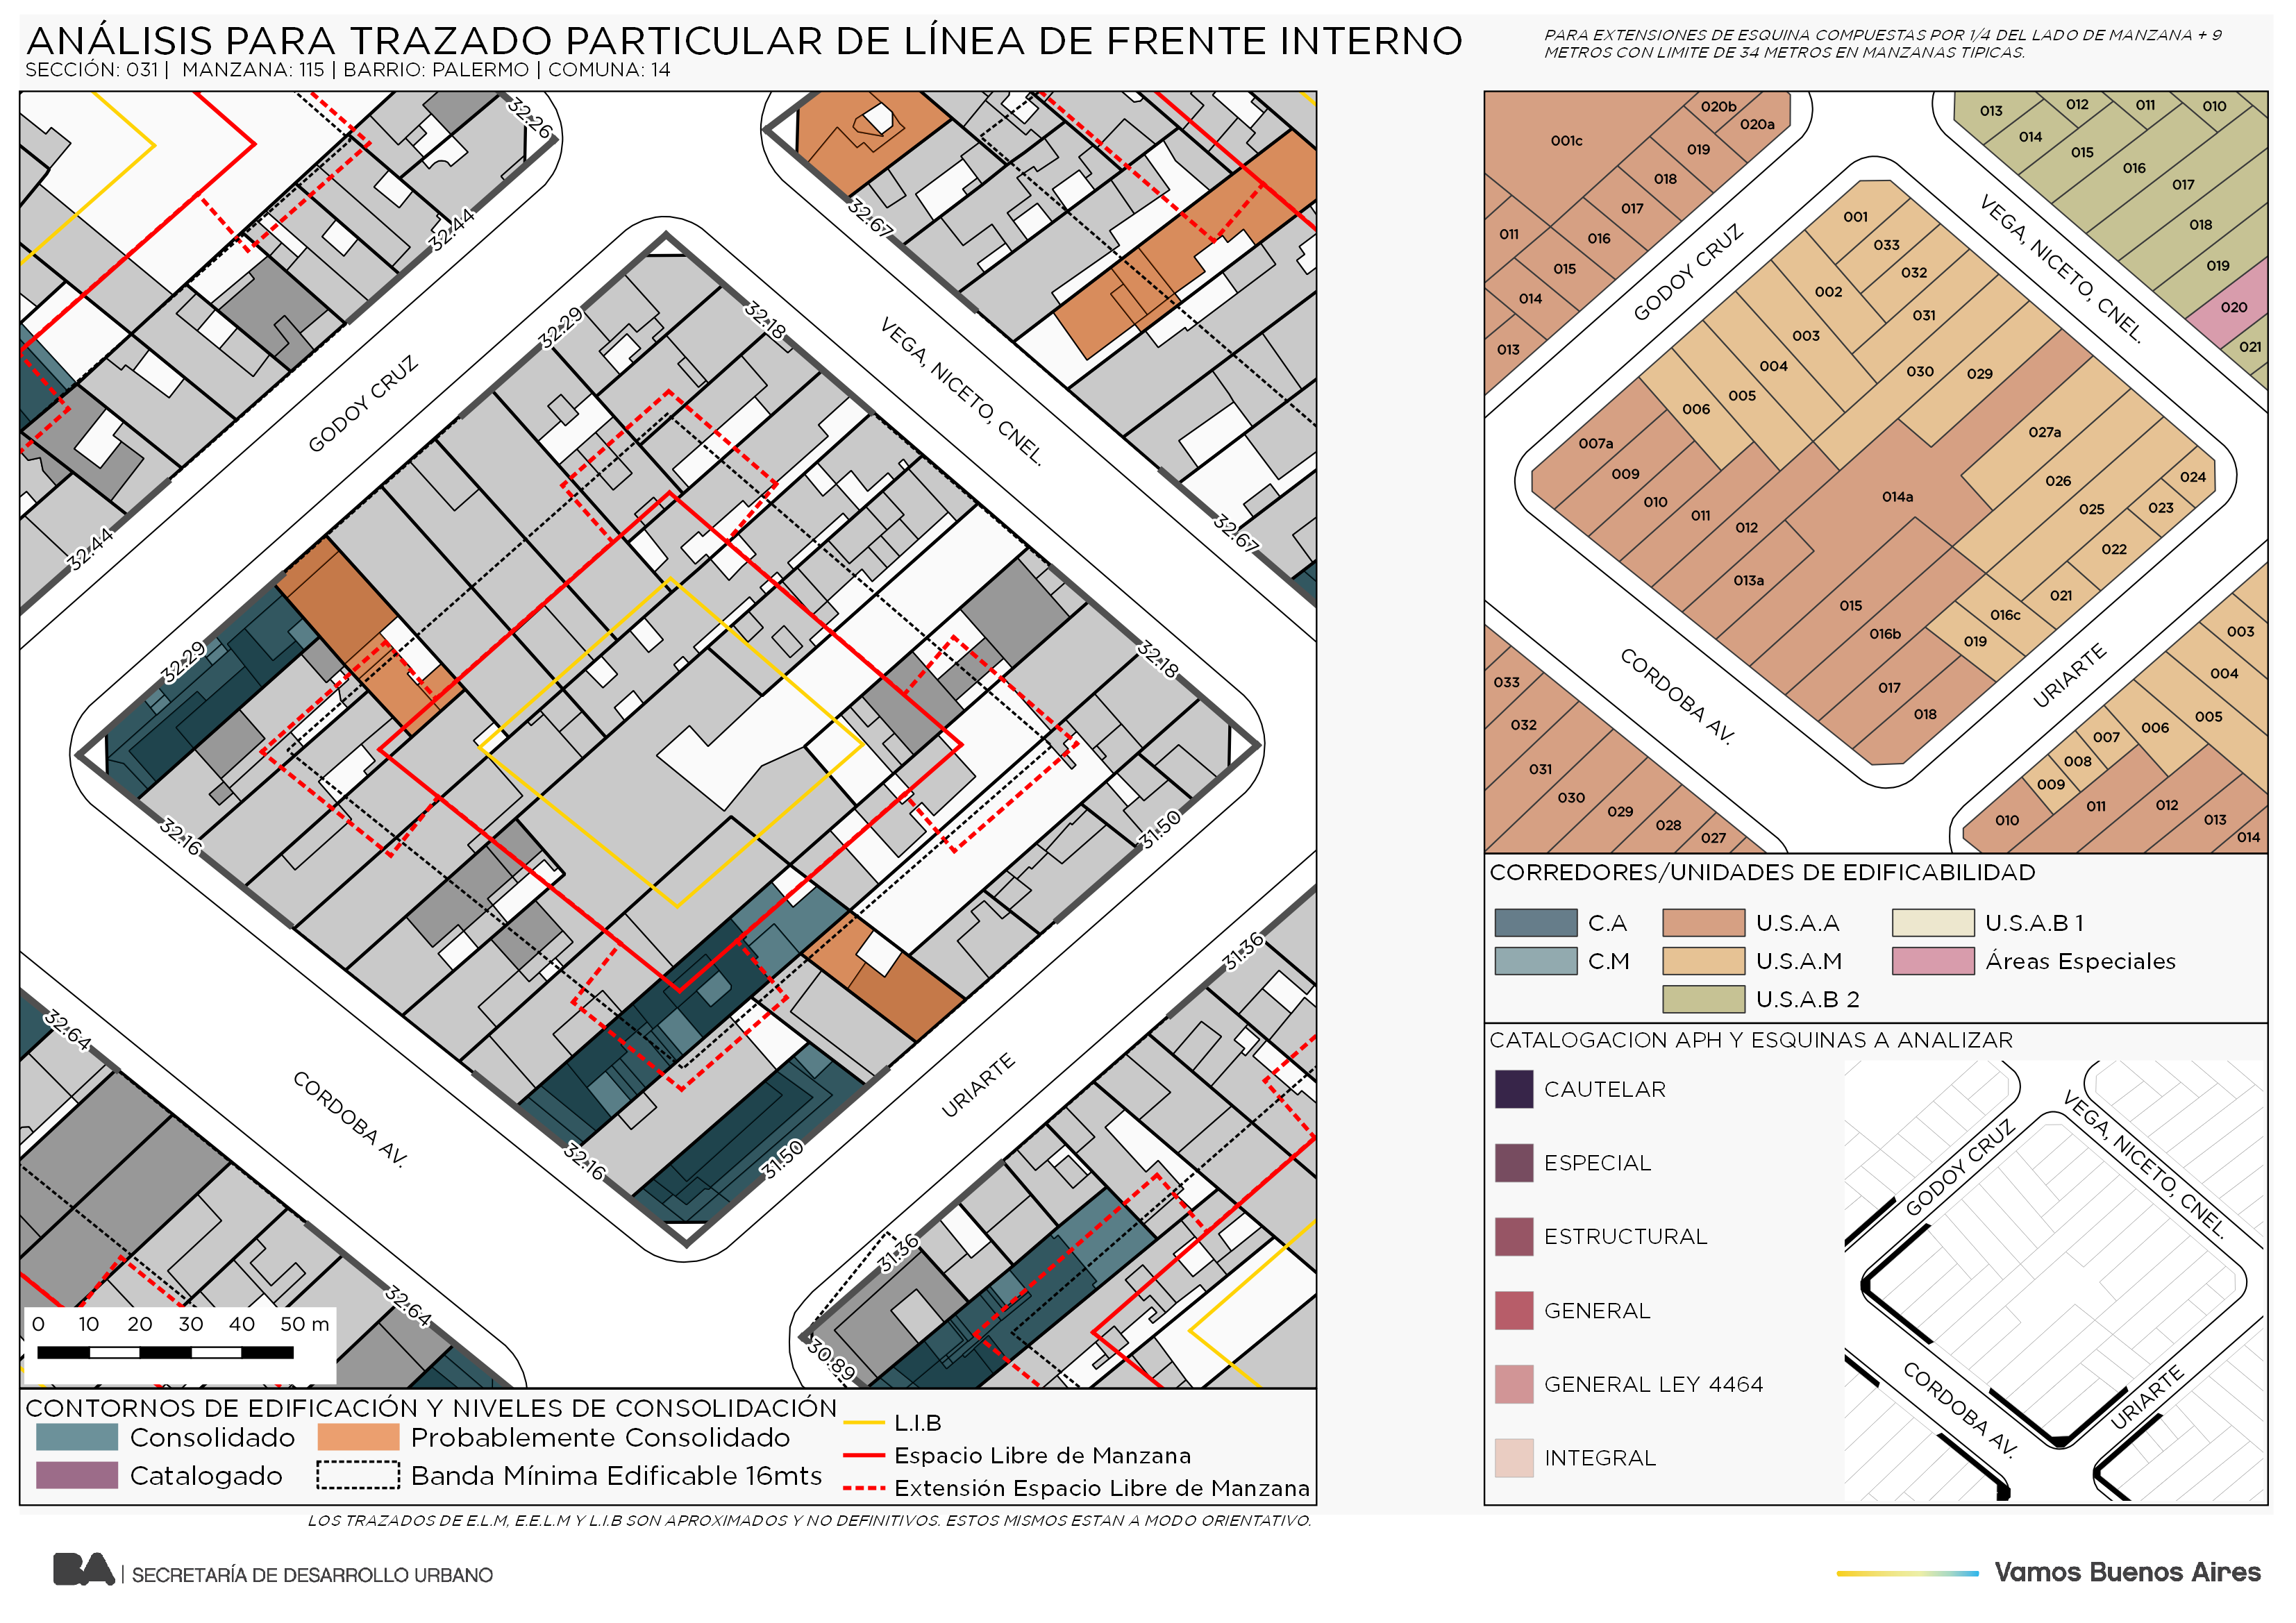 ANÁLISIS PARA TRAZADO PARTICULAR DE LÍNEA DE FRENTE INTERNO
SECCIÓN: 031 | MANZANA: 115 | BARRIO: PALERMO | COMUNA: 14
PARA EXTENSIONES DE ESQUINA COMPUESTAS POR 1/4 DEL LADO DE MANZANA + 9
METROS CON LIMITE DE 34 METROS EN MANZANAS TIPICAS.
32.26
32.44
32.67
32.29
32.18
GODOY CRUZ
VEGA, NICETO, CNEL.
32.44
32.67
32.29
32.18
32.16
31.50
31.36
32.64
CORDOBA AV.
URIARTE
32.16
31.50
31.36
32.64
30.89
0 10 20 30 40 50 m
CONTORNOS DE EDIFICACIÓN Y NIVELES DE CONSOLIDACIÓN
Consolidado
Probablemente Consolidado
Catalogado
Banda Mínima Edificable 16mts
L.I.B
Espacio Libre de Manzana
Extensión Espacio Libre de Manzana
LOS TRAZADOS DE E.L.M, E.E.L.M Y L.I.B SON APROXIMADOS Y NO DEFINITIVOS. ESTOS MISMOS ESTAN A MODO ORIENTATIVO.
001c
020b
020a
019
018
017
016
015
014
013
011
013
012
011
010
014
015
016
017
018
019
020
021
GODOY CRUZ
VEGA, NICETO, CNEL.
001
033
032
002
031
003
030
029
004
005
006
007a
009
010
011
012
013a
014a
027a
026
025
024
023
022
021
015
016b
016c
019
017
018
CORDOBA AV.
URIARTE
033
032
031
030
029
028
027
003
004
005
006
007
008
009
010
011
012
013
014
CORREDORES/UNIDADES DE EDIFICABILIDAD
C.A
U.S.A.A
U.S.A.B 1
C.M
U.S.A.M
Áreas Especiales
U.S.A.B 2
CATALOGACION APH Y ESQUINAS A ANALIZAR
CAUTELAR
ESPECIAL
ESTRUCTURAL
GENERAL
GENERAL LEY 4464
INTEGRAL
GODOY CRUZ
VEGA, NICETO, CNEL.
CORDOBA AV.
URIARTE
BA | SECRETARÍA DE DESARROLLO URBANO
Vamos Buenos Aires